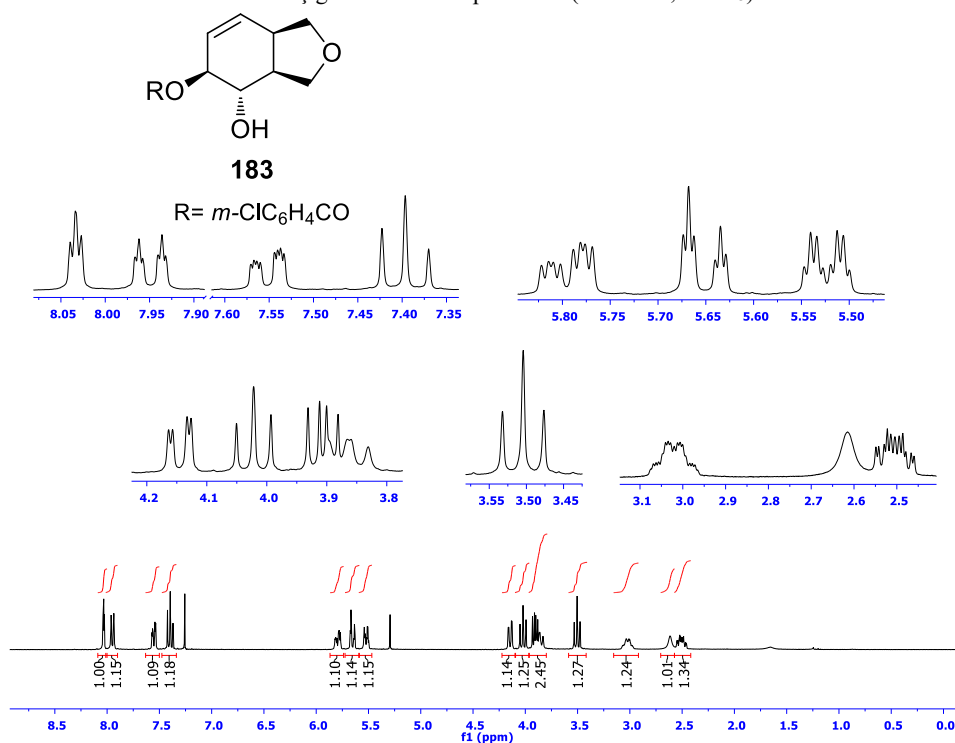 O
RO
OH
183
R= m-ClC6H4CO
8.05 8.00 7.95 7.90 7.60 7.55 7.50 7.45 7.40 7.35
5.80 5.75 5.70 5.65 5.60 5.55 5.50
4.2 4.1 4.0 3.9 3.8
3.55 3.50 3.45
3.1 3.0 2.9 2.8 2.7 2.6 2.5
1.00 1.15 1.09 1.18 1.10 1.14 1.15 1.14 1.25 2.45 1.27 1.24 1.01 1.34
8.5 8.0 7.5 7.0 6.5 6.0 5.5 5.0 4.5 4.0 3.5 3.0 2.5 2.0 1.5 1.0 0.5 0.0
f1 (ppm)